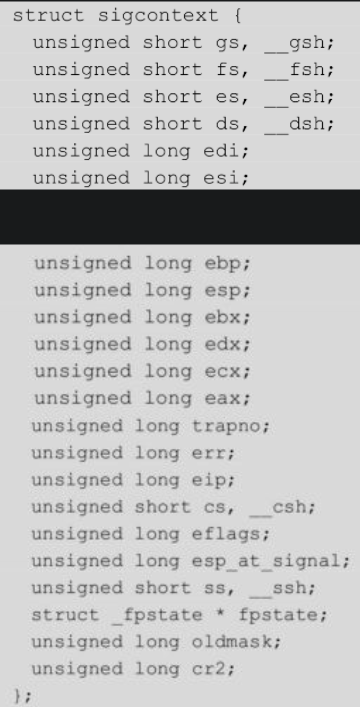 struct sigcontext {
unsigned short gs, __gsh;
unsigned short fs, __fsh;
unsigned short es, __esh;
unsigned short ds, __dsh;
unsigned long edi;
unsigned long esi;
unsigned long ebp;
unsigned long esp;
unsigned long ebx;
unsigned long edx;
unsigned long ecx;
unsigned long eax;
unsigned long trapno;
unsigned long err;
unsigned long eip;
unsigned short cs, __csh;
unsigned long eflags;
unsigned long esp_at_signal;
unsigned short ss, __ssh;
struct _fpstate * fpstate;
unsigned long oldmask;
unsigned long cr2;
};